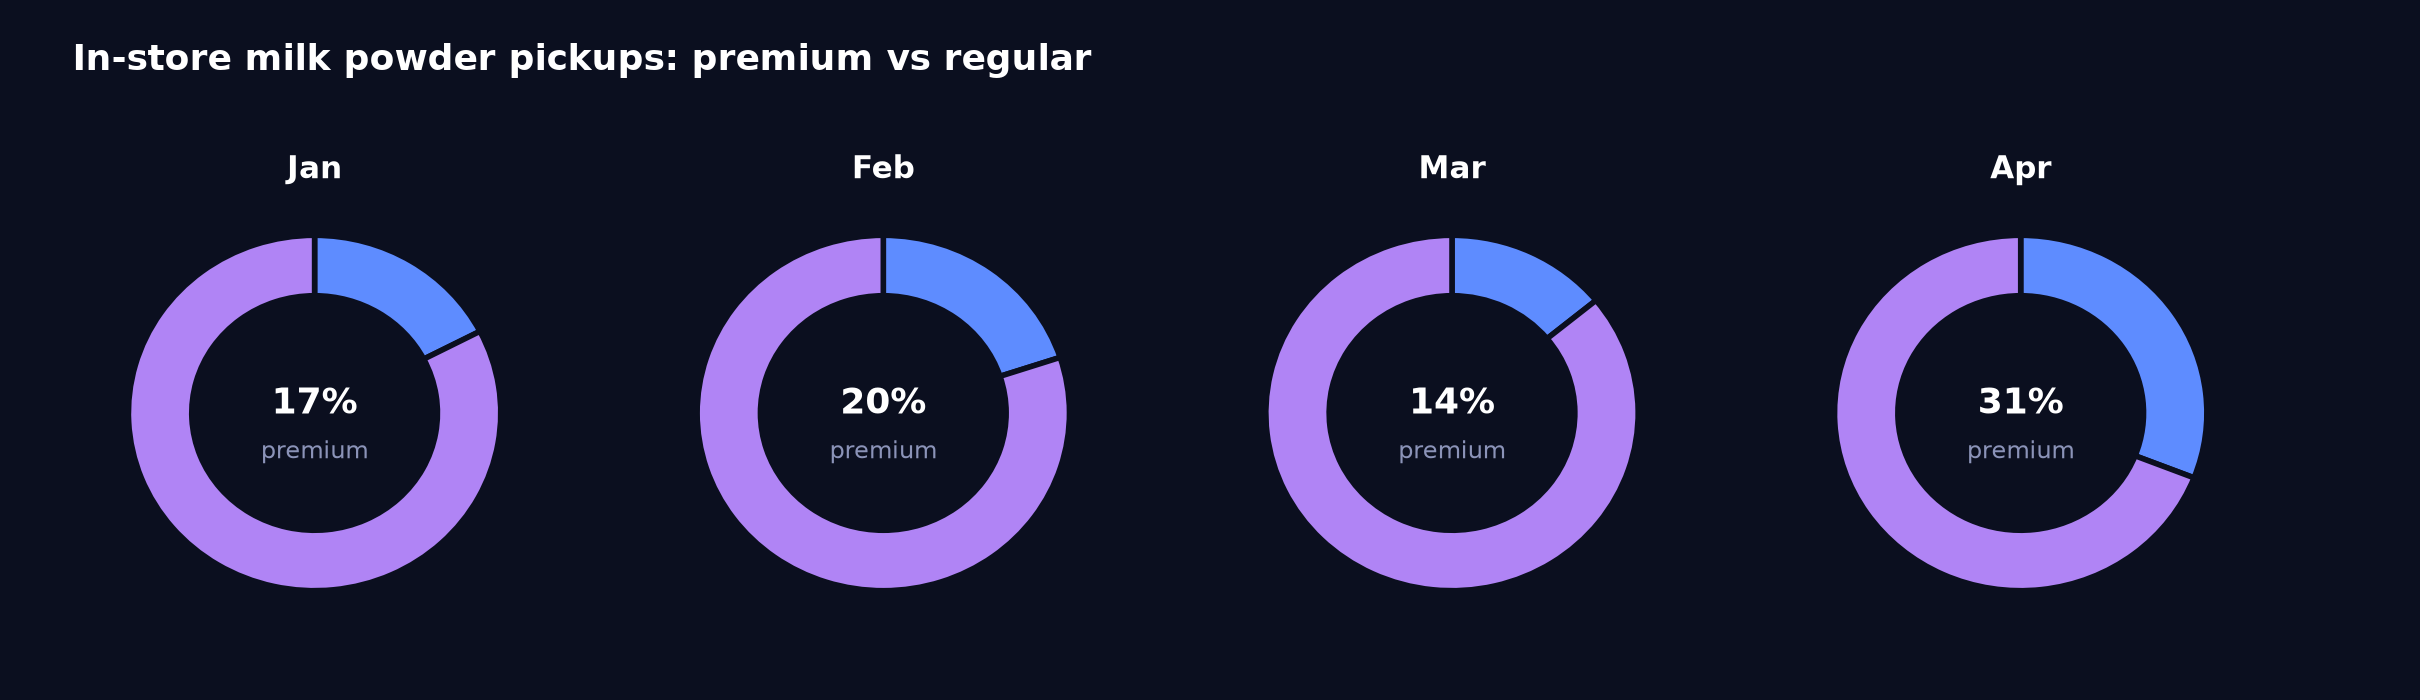 In-store milk powder pickups: premium vs regular
Jan
Feb
Mar
Apr
17%
premium
20%
premium
14%
premium
31%
premium